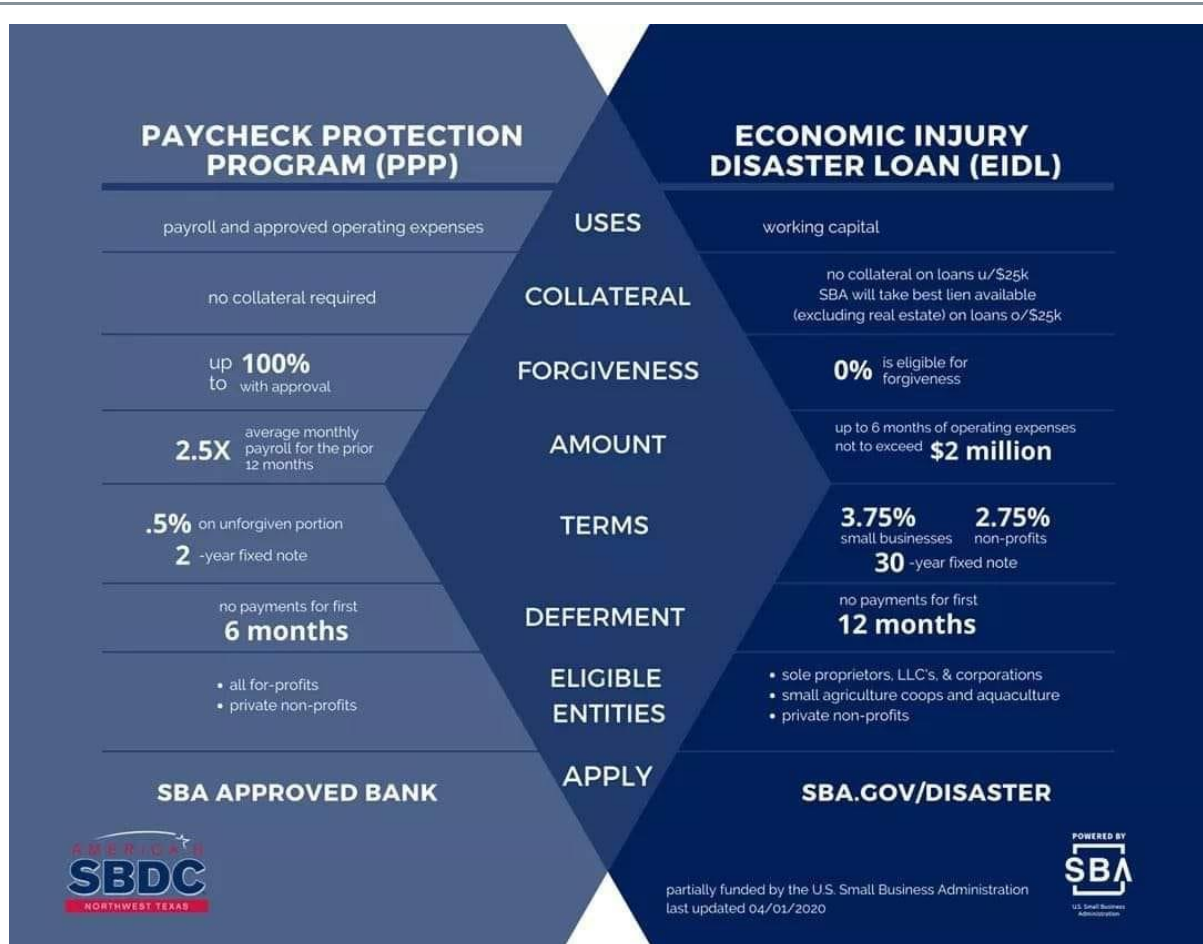 PAYCHECK PROTECTION
PROGRAM (PPP)
ECONOMIC INJURY
DISASTER LOAN (EIDL)
payroll and approved operating expenses
USES
working capital
no collateral required
COLLATERAL
no collateral on loans u/$25k
SBA will take best lien available
(excluding real estate) on loans o/$25k
up to 100% with approval
FORGIVENESS
0% is eligible for
forgiveness
2.5X average monthly
payroll for the prior
12 months
AMOUNT
up to 6 months of operating expenses
not to exceed $2 million
.5% on unforgiven portion
2 -year fixed note
TERMS
3.75% 2.75%
small businesses non-profits
30 -year fixed note
no payments for first
6 months
DEFERMENT
no payments for first
12 months
• all for-profits
• private non-profits
ELIGIBLE
ENTITIES
• sole proprietors, LLC's, & corporations
• small agriculture coops and aquaculture
• private non-profits
SBA APPROVED BANK
APPLY
SBA.GOV/DISASTER
AMERICA'S
SBDC
NORTHWEST TEXAS
partially funded by the U.S. Small Business Administration
last updated 04/01/2020
POWERED BY
SBA
U.S. Small Business
Administration